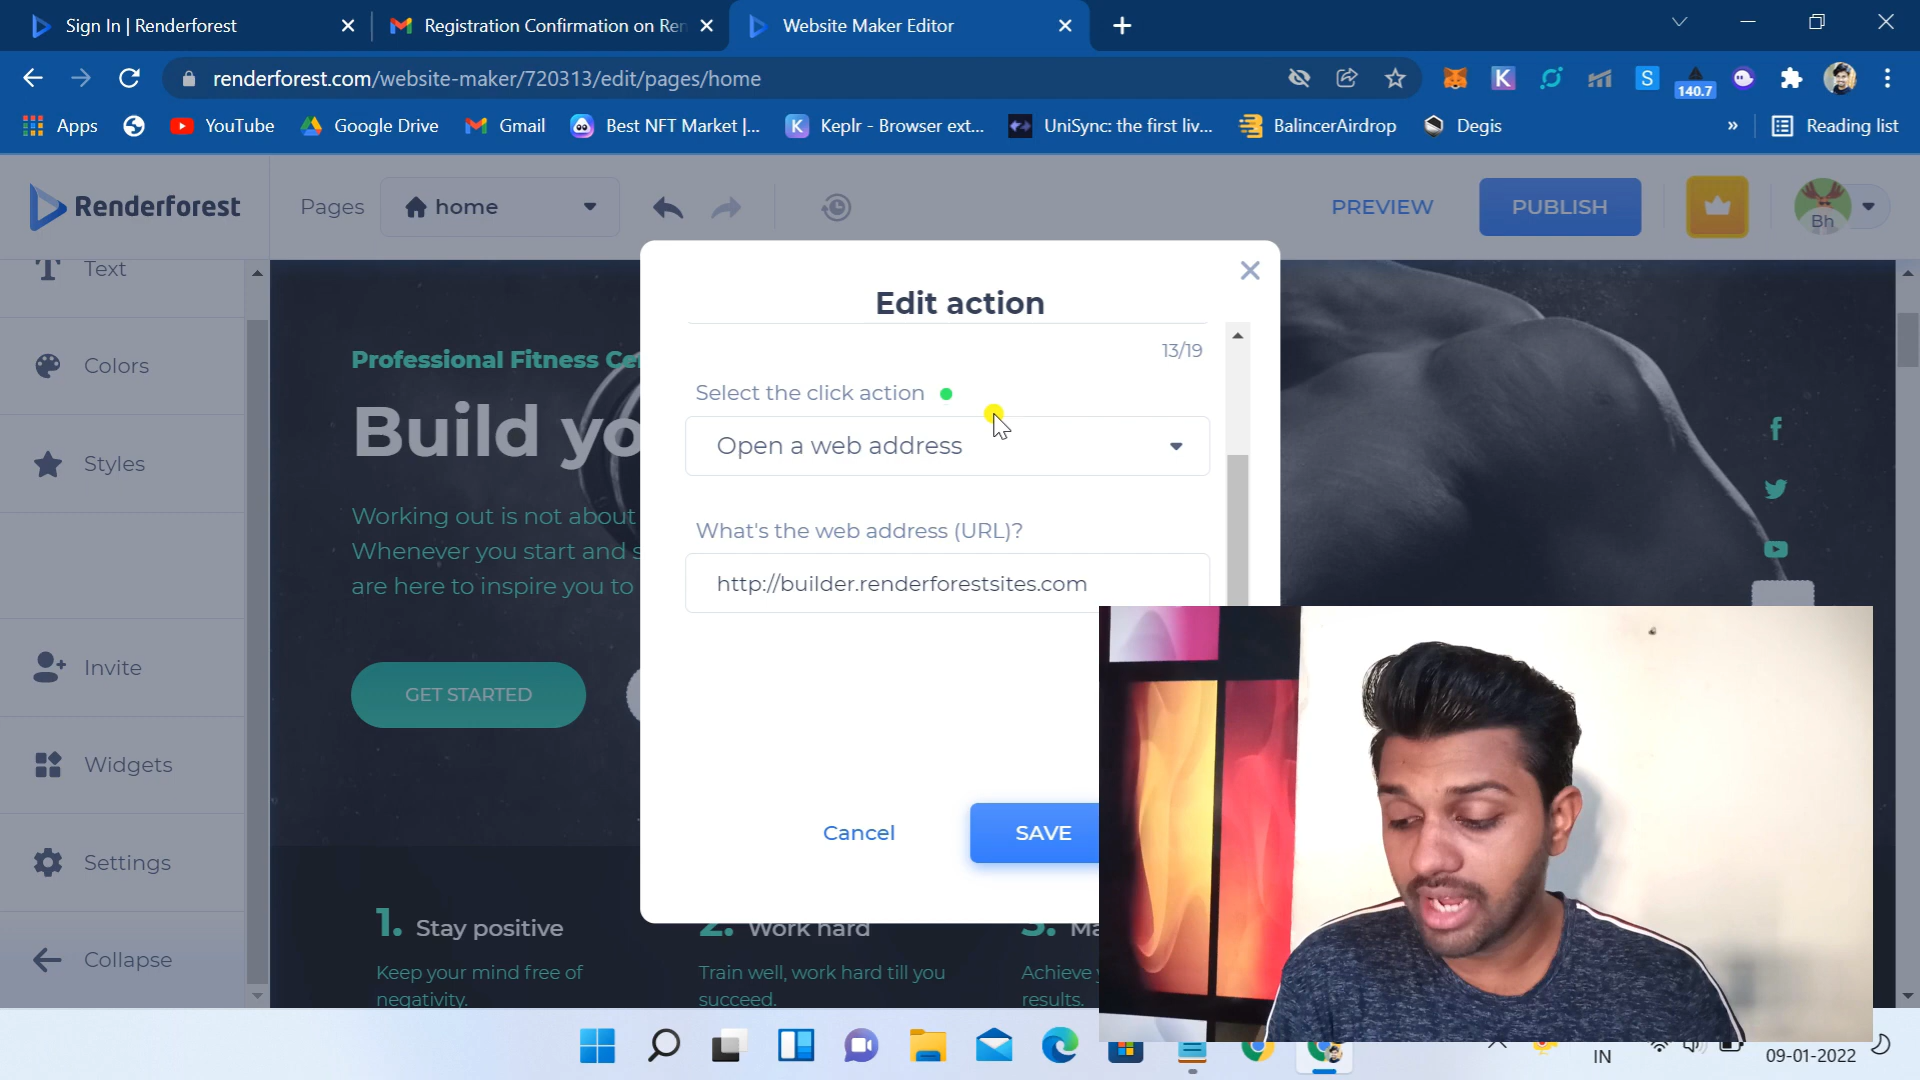 Sign In | Renderforest
Registration Confirmation on Ren
Website Maker Editor
renderforest.com/website-maker/720313/edit/pages/home
140.7
Apps
YouTube
Google Drive
Gmail
Best NFT Market |...
Keplr - Browser ext...
UniSync: the first liv...
BalincerAirdrop
Degis
»
Reading list
Renderforest
Pages
home
PREVIEW
PUBLISH
Bh
Text
Colors
Styles
Invite
Widgets
Settings
Collapse
Professional Fitness Ce
Build yo
Working out is not about
Whenever you start and s
are here to inspire you to
GET STARTED
Edit action
13/19
Select the click action
Open a web address
What's the web address (URL)?
http://builder.renderforestsites.com
Cancel
SAVE
1. Stay positive
Keep your mind free of
negativity.
2. Work hard
Train well, work hard till you
succeed.
3. Ma
Achieve
results.
IN
09-01-2022